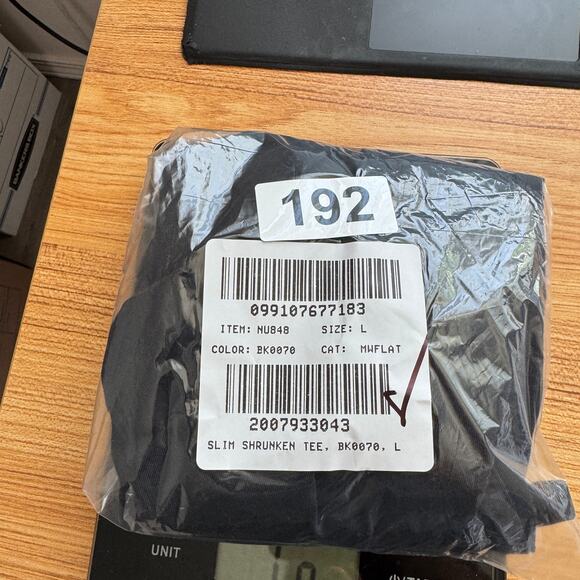 192
099107677183
ITEM: NU848 SIZE: L
COLOR: BK0070 CAT: MWFLAT
2007933043
SLIM SHRUNKEN TEE, BK0070, L
UNIT